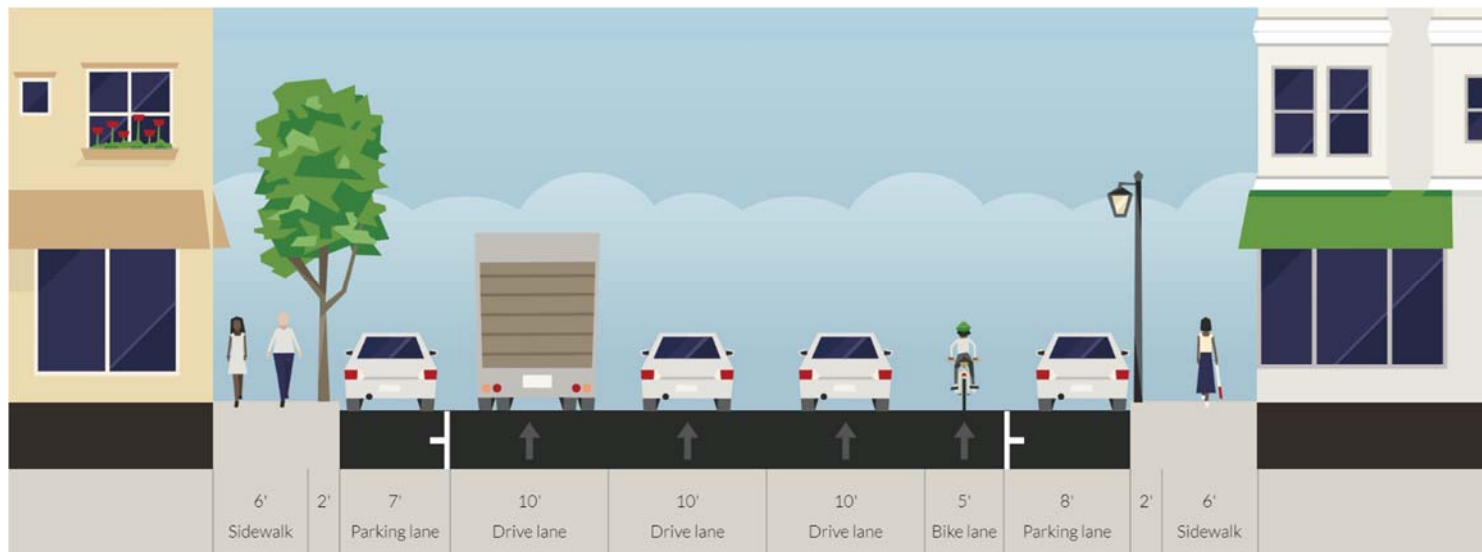 6' 2' 7' 10' 10' 10' 5' 8' 2' 6'
Sidewalk Parking lane Drive lane Drive lane Drive lane Bike lane Parking lane Sidewalk